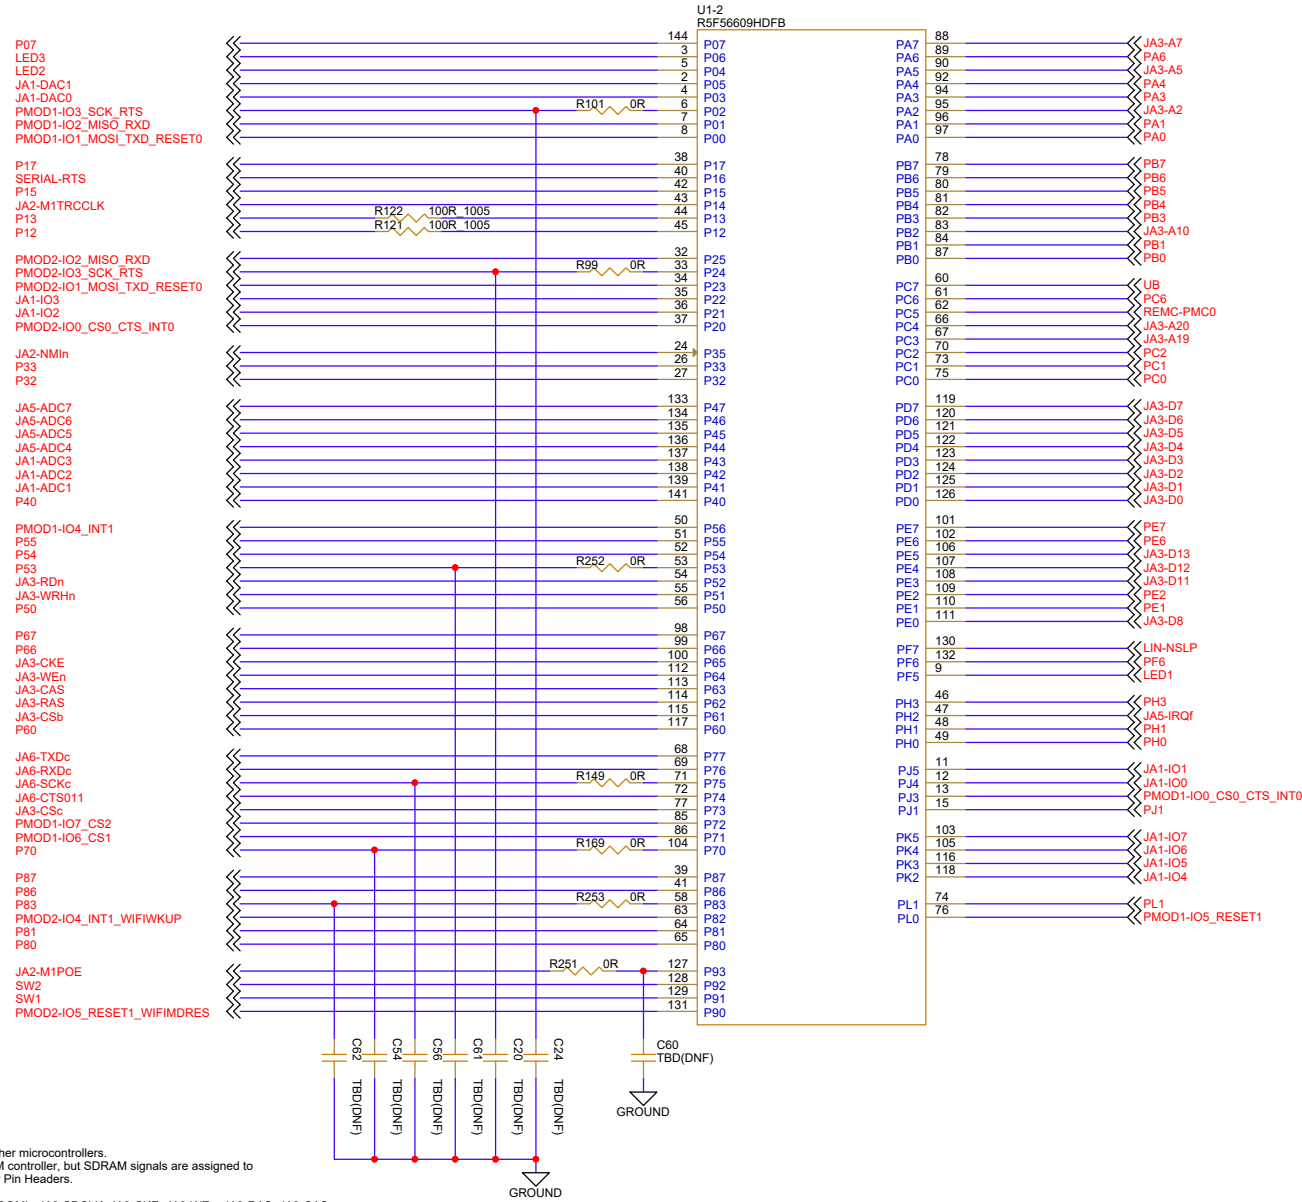 U1-2
R5F56609HDFB
P07 144 P07 PA7 88 JA3-A7
LED3 3 P06 PA6 89 PA6
LED2 5 P04 PA5 90 JA3-A5
JA1-DAC1 2 P05 PA4 92 PA4
JA1-DAC0 4 P03 PA3 94 PA3
PMOD1-IO3_SCK_RTS R101 0R 6 P02 PA2 95 JA3-A2
PMOD1-IO2_MISO_RXD 7 P01 PA1 96 PA1
PMOD1-IO1_MOSI_TXD_RESET0 8 P00 PA0 97 PA0
P17 38 P17 PB7 78 PB7
SERIAL-RTS 40 P16 PB6 79 PB6
P15 42 P15 PB5 80 PB5
JA2-M1TRCCLK 43 P14 PB4 81 PB4
P13 R122 100R_1005 44 P13 PB3 82 PB3
P12 R121 100R_1005 45 P12 PB2 83 JA3-A10
PB1 84 PB1
PMOD2-IO2_MISO_RXD 32 P25 PB0 87 PB0
PMOD2-IO3_SCK_RTS R99 0R 33 P24
PMOD2-IO1_MOSI_TXD_RESET0 34 P23 PC7 60 UB
JA1-IO3 35 P22 PC6 61 PC6
JA1-IO2 36 P21 PC5 62 REMC-PMC0
PMOD2-IO0_CS0_CTS_INT0 37 P20 PC4 66 JA3-A20
PC3 67 JA3-A19
JA2-NMIn 24 P35 PC2 70 PC2
P33 26 P33 PC1 73 PC1
P32 27 P32 PC0 75 PC0
JA5-ADC7 133 P47 PD7 119 JA3-D7
JA5-ADC6 134 P46 PD6 120 JA3-D6
JA5-ADC5 135 P45 PD5 121 JA3-D5
JA5-ADC4 136 P44 PD4 122 JA3-D4
JA1-ADC3 137 P43 PD3 123 JA3-D3
JA1-ADC2 138 P42 PD2 124 JA3-D2
JA1-ADC1 139 P41 PD1 125 JA3-D1
P40 141 P40 PD0 126 JA3-D0
PMOD1-IO4_INT1 50 P56 PE7 101 PE7
P55 51 P55 PE6 102 PE6
P54 52 P54 PE5 106 JA3-D13
P53 R252 0R 53 P53 PE4 107 JA3-D12
JA3-RDn 54 P52 PE3 108 JA3-D11
JA3-WRHn 55 P51 PE2 109 PE2
P50 56 P50 PE1 110 PE1
PE0 111 JA3-D8
P67 98 P67
P66 99 P66 PF7 130 LIN-NSLP
JA3-CKE 100 P65 PF6 132 PF6
JA3-WEn 112 P64 PF5 9 LED1
JA3-CAS 113 P63
JA3-RAS 114 P62 PH3 46 PH3
JA3-CSb 115 P61 PH2 47 JA5-IRQf
P60 117 P60 PH1 48 PH1
PH0 49 PH0
JA6-TXDc 68 P77
JA6-RXDc 69 P76 PJ5 11 JA1-IO1
JA6-SCKc R149 0R 71 P75 PJ4 12 JA1-IO0
JA6-CTS011 72 P74 PJ3 13 PMOD1-IO0_CS0_CTS_INT0
JA3-CSc 77 P73 PJ1 15 PJ1
PMOD1-IO7_CS2 85 P72
PMOD1-IO6_CS1 86 P71 PK5 103 JA1-IO7
P70 R169 0R 104 P70 PK4 105 JA1-IO6
PK3 116 JA1-IO5
P87 39 P87 PK2 118 JA1-IO4
P86 41 P86
P83 R253 0R 58 P83 PL1 74 PL1
PMOD2-IO4_INT1_WIFIWKUP 63 P82 PL0 76 PMOD1-IO5_RESET1
P81 64 P81
P80 65 P80
JA2-M1POE R251 0R 127 P93
SW2 128 P92
SW1 129 P91
PMOD2-IO5_RESET1_WIFIMDRES 131 P90
C62 C54 C56 C61 C20 C24 C60
TBD(DNF)
TBD(DNF) TBD(DNF) TBD(DNF) TBD(DNF) TBD(DNF) TBD(DNF)
GROUND
her microcontrollers.
M controller, but SDRAM signals are assigned to
Pin Headers.
GROUND